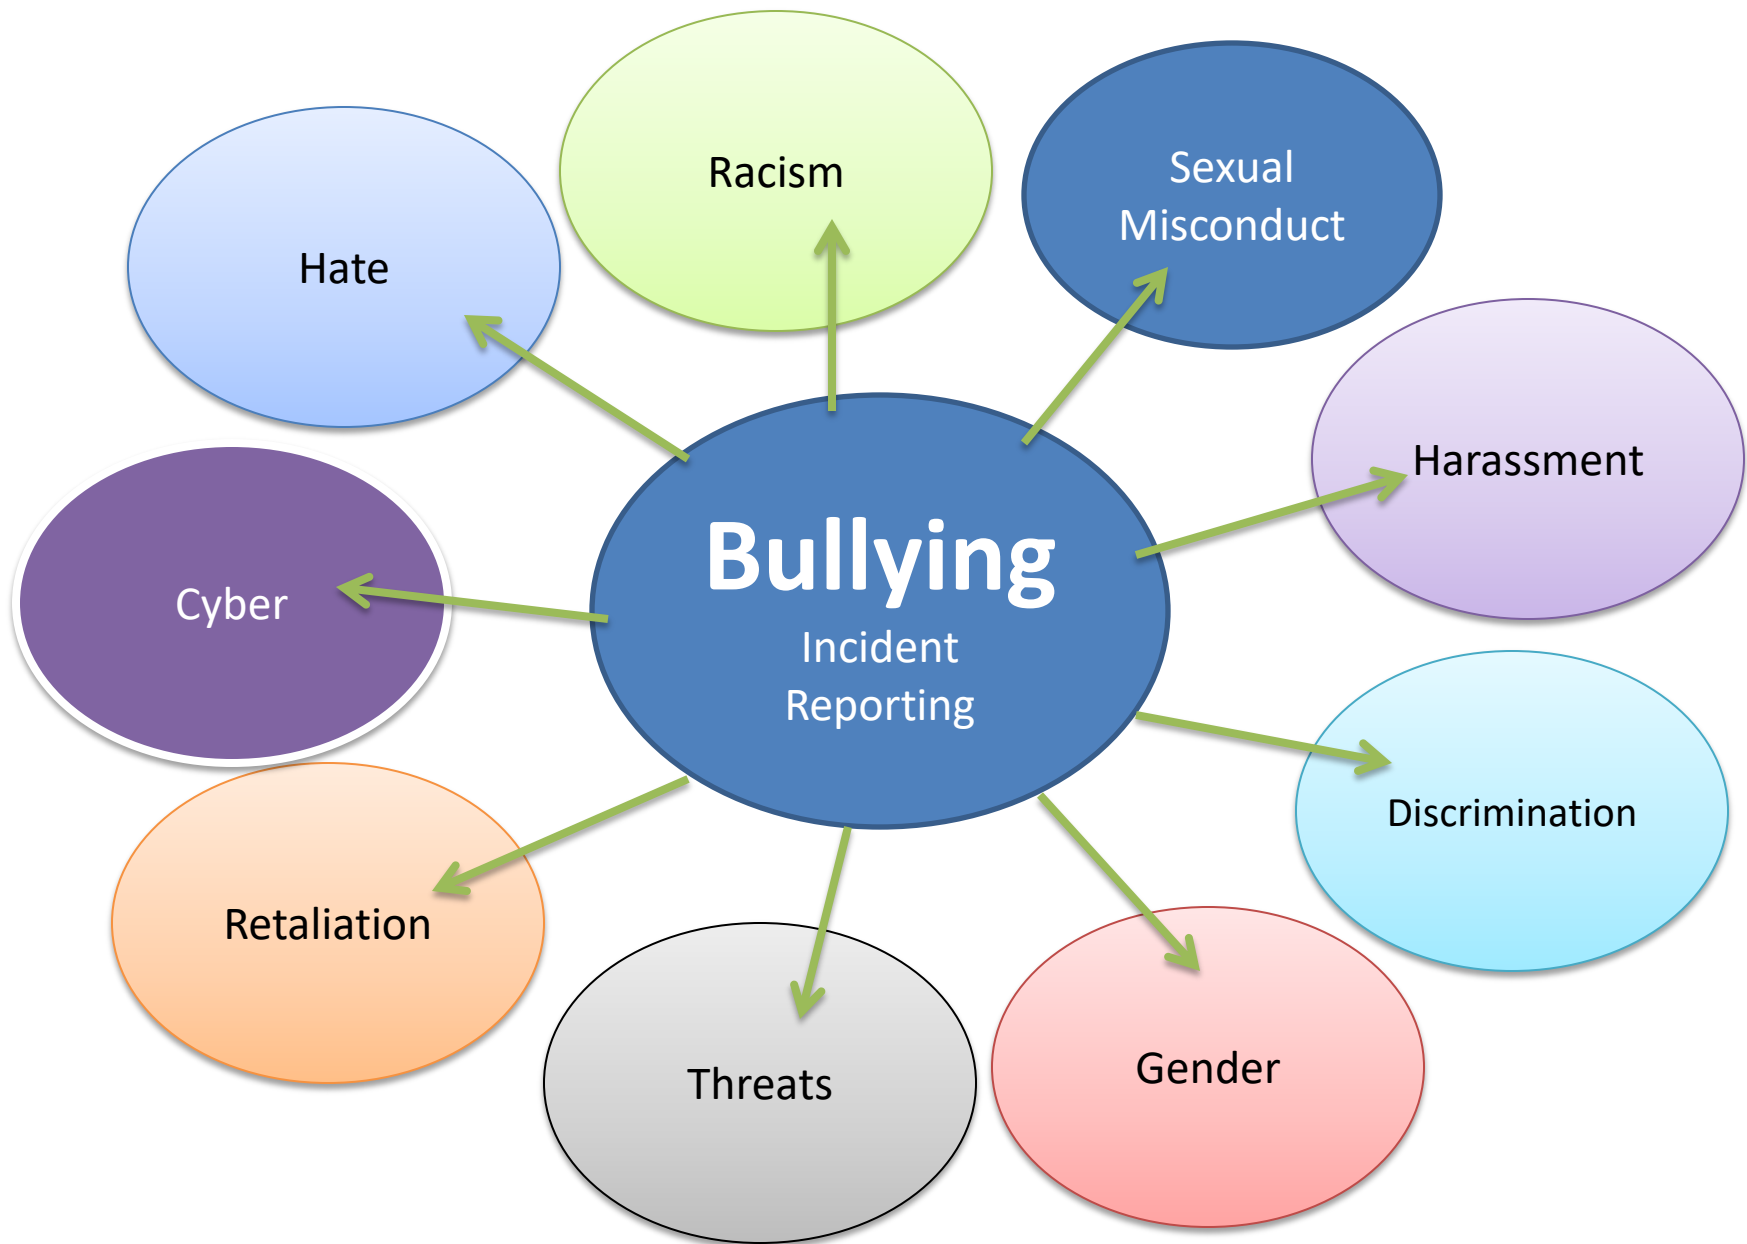 Racism
Sexual
Misconduct
Hate
Harassment
Bullying
Incident
Reporting
Cyber
Discrimination
Retaliation
Threats
Gender